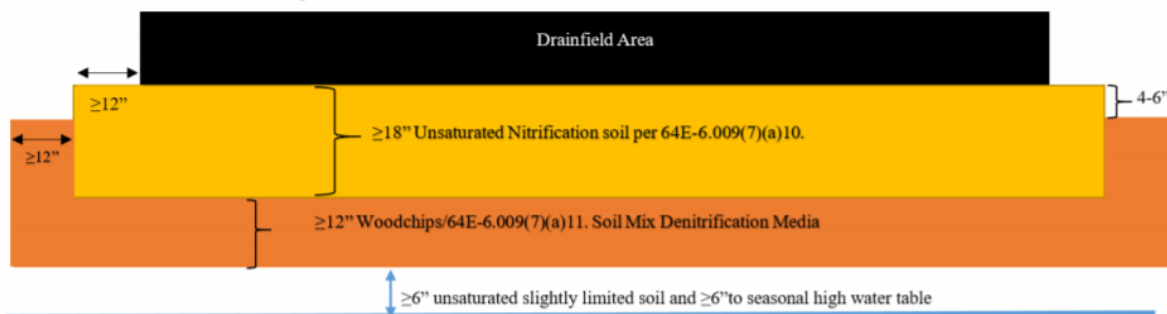 Drainfield Area
≥12”
4-6”
≥18” Unsaturated Nitrification soil per 64E-6.009(7)(a)10.
≥12”
≥12” Woodchips/64E-6.009(7)(a)11. Soil Mix Denitrification Media
≥6” unsaturated slightly limited soil and ≥6”to seasonal high water table